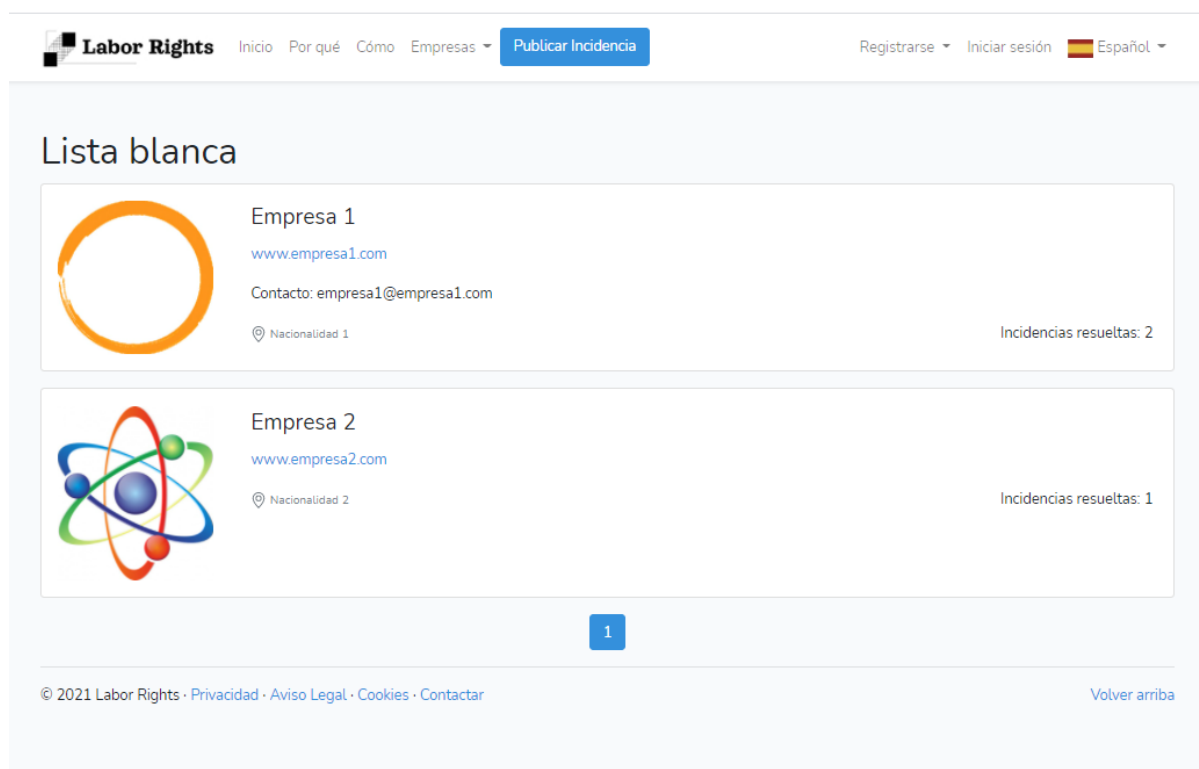 Labor Rights Inicio Por qué Cómo Empresas Publicar Incidencia Registrarse Iniciar sesión Español
Lista blanca
Empresa 1
www.empresa1.com
Contacto: empresa1@empresa1.com
Nacionalidad 1 Incidencias resueltas: 2
Empresa 2
www.empresa2.com
Nacionalidad 2 Incidencias resueltas: 1
1
© 2021 Labor Rights · Privacidad · Aviso Legal · Cookies · Contactar Volver arriba